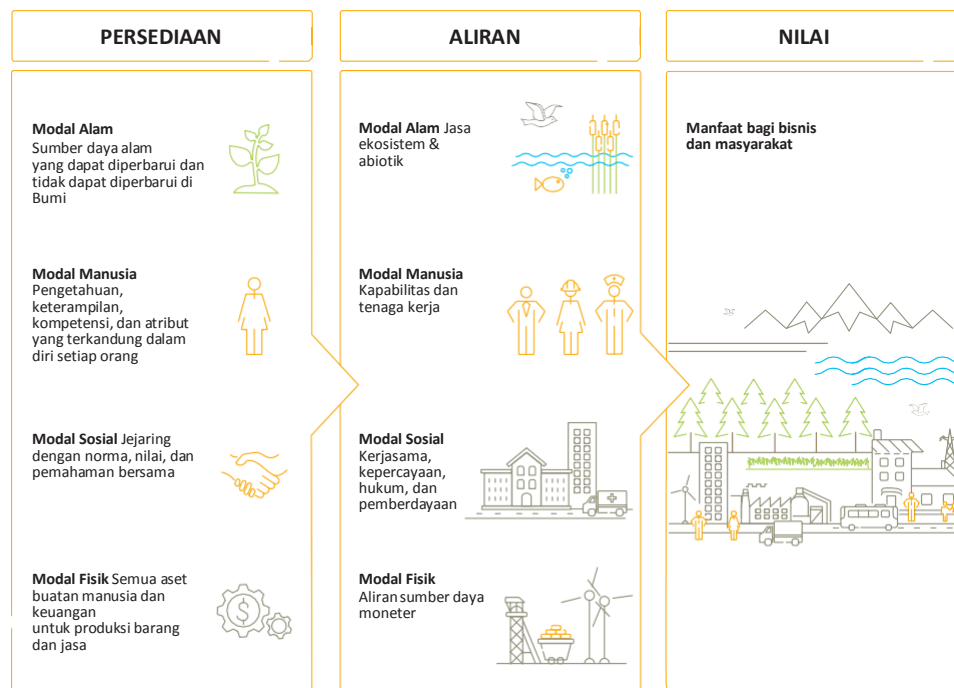 PERSEDIAAN
Modal Alam
Sumber daya alam
yang dapat diperbarui dan
tidak dapat diperbarui di
Bumi
Modal Manusia
Pengetahuan,
keterampilan,
kompetensi, dan atribut
yang terkandung dalam
diri setiap orang
Modal Sosial Jejaring
dengan norma, nilai, dan
pemahaman bersama
Modal Fisik Semua aset
buatan manusia dan
keuangan
untuk produksi barang
dan jasa
$
ALIRAN
Modal Alam Jasa
ekosistem &
abiotik
Modal Manusia
Kapabilitas dan
tenaga kerja
Modal Sosial
Kerjasama,
kepercayaan,
hukum, dan
pemberdayaan
Modal Fisik
Aliran sumber daya
moneter
NILAI
Manfaat bagi bisnis
dan masyarakat